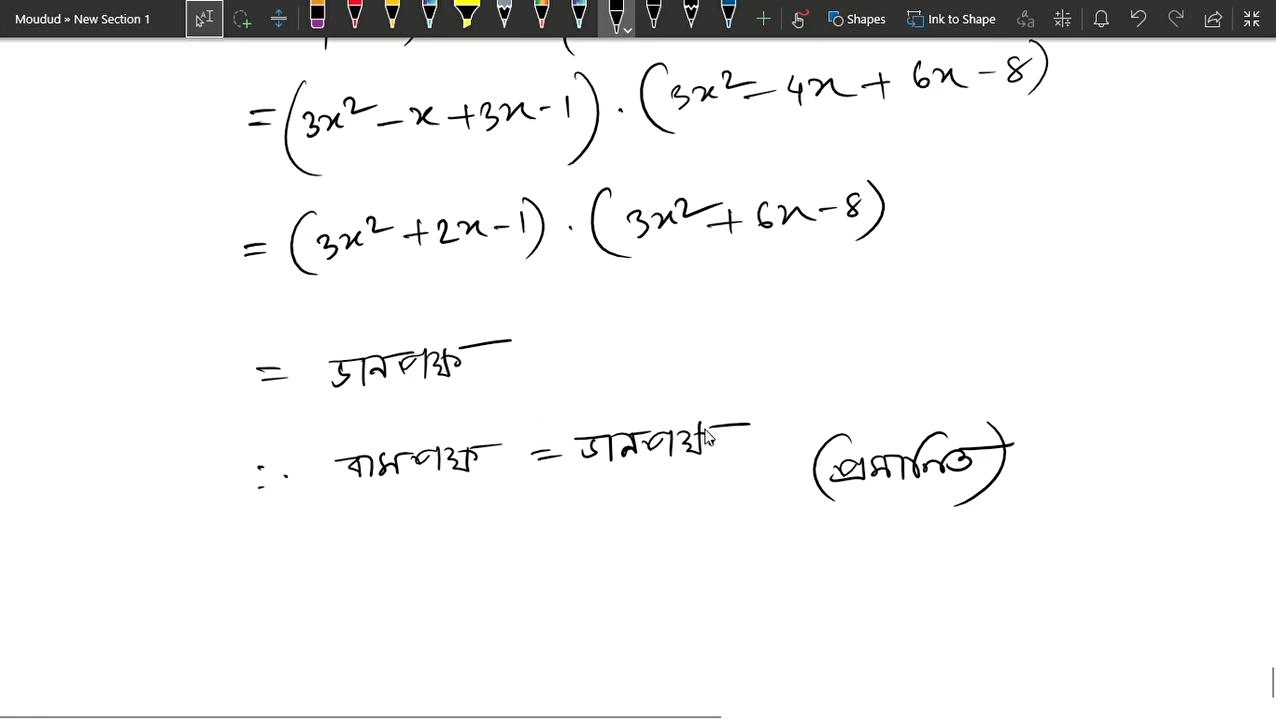 Moudud » New Section 1 Shapes Ink to Shape
=(3x² - x + 3x - 1) . (3x² - 4x + 6x - 8)
= (3x² + 2x - 1) . (3x² + 6x - 8)
= ডানপক্ষ
∴ বামপক্ষ = ডানপক্ষ (প্রমানিত)